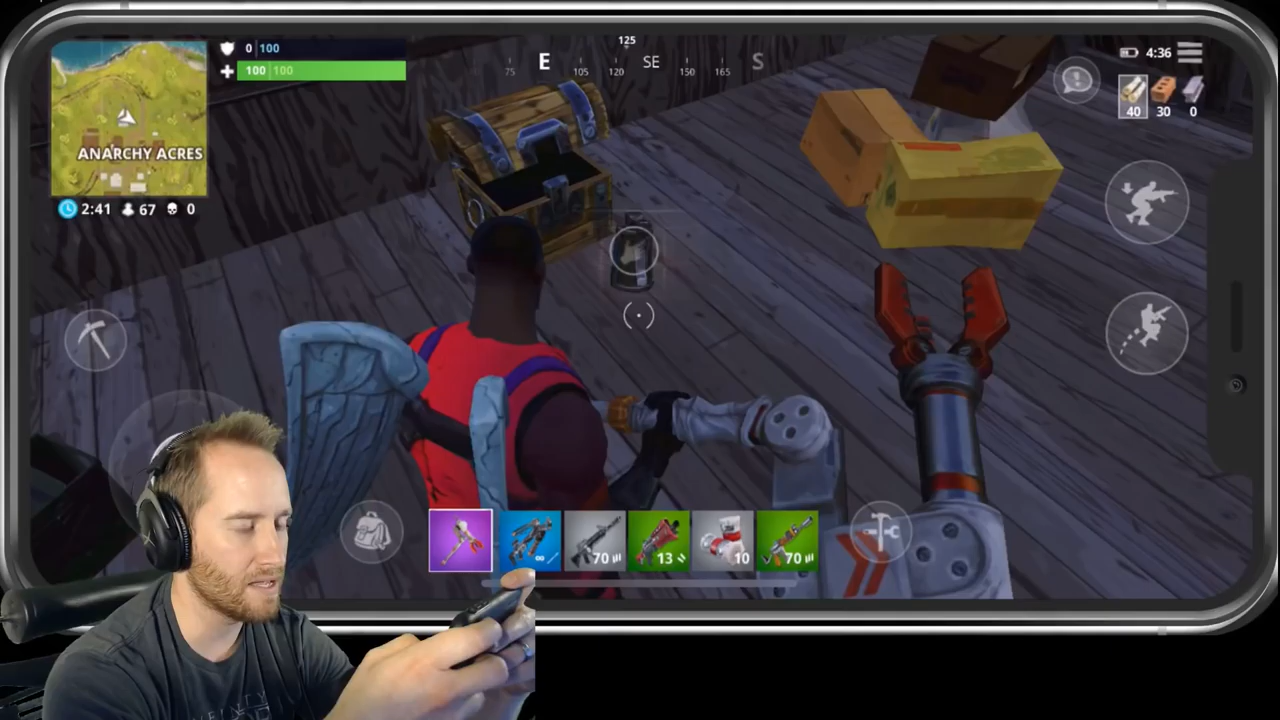 0 | 100
100 | 100
125
75 E 105 120 SE 150 165 S
4:36
40 30 0
ANARCHY ACRES
2:41 67 0
70 13 10 70